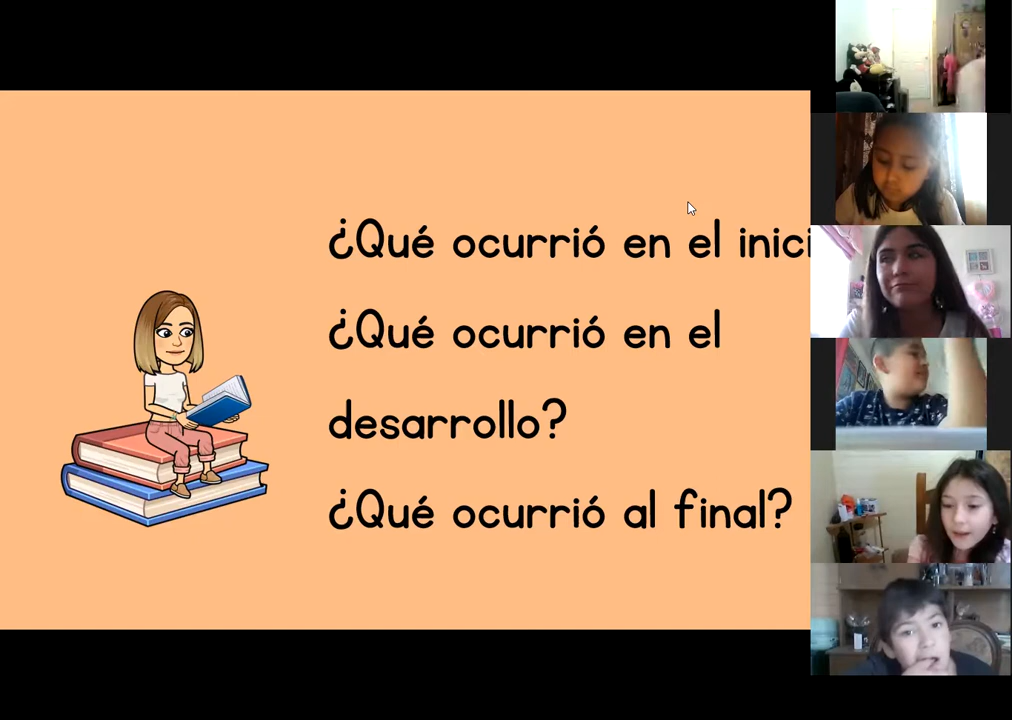 ¿Qué ocurrió en el inici
¿Qué ocurrió en el
desarrollo?
¿Qué ocurrió al final?